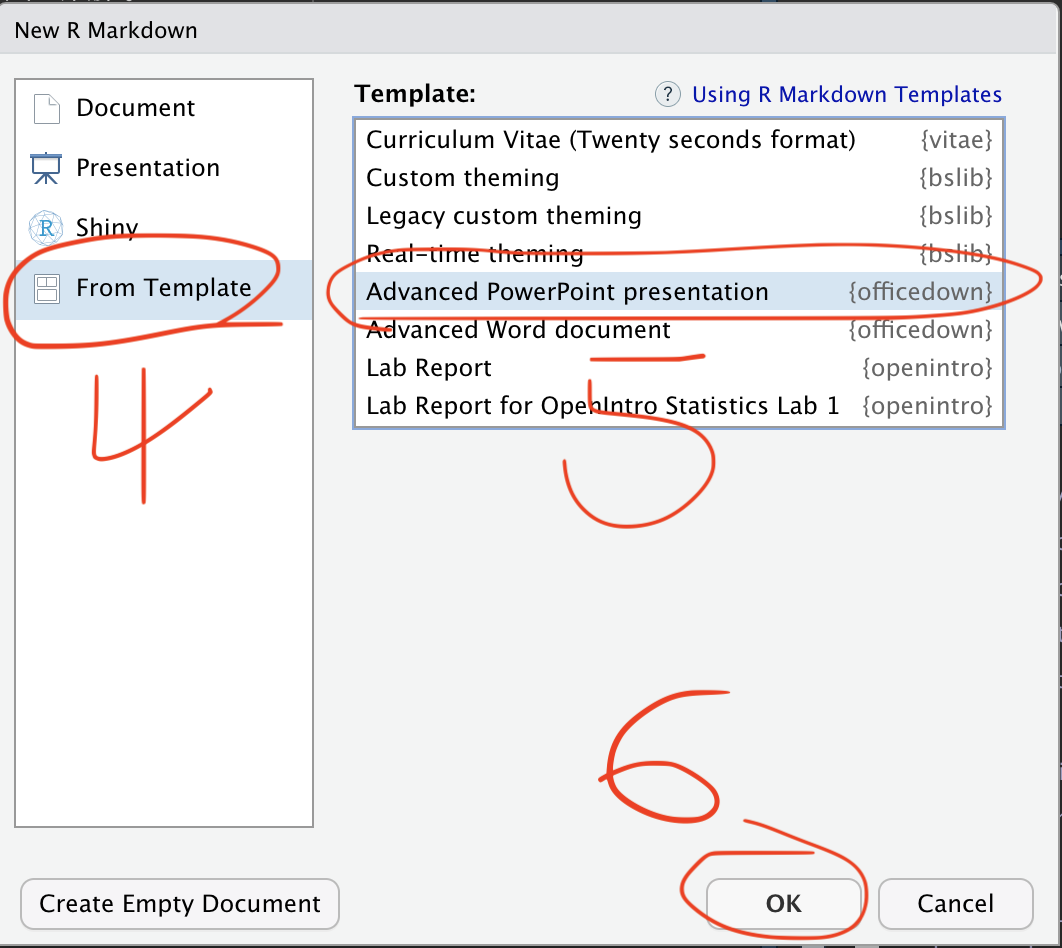 New R Markdown
Document
Presentation
Shiny
From Template
4
Template:
? Using R Markdown Templates
Curriculum Vitae (Twenty seconds format) {vitae}
Custom theming {bslib}
Legacy custom theming {bslib}
Real-time theming {bslib}
Advanced PowerPoint presentation {officedown}
Advanced Word document {officedown}
Lab Report {openintro}
Lab Report for OpenIntro Statistics Lab 1 {openintro}
5
6
Create Empty Document
OK
Cancel